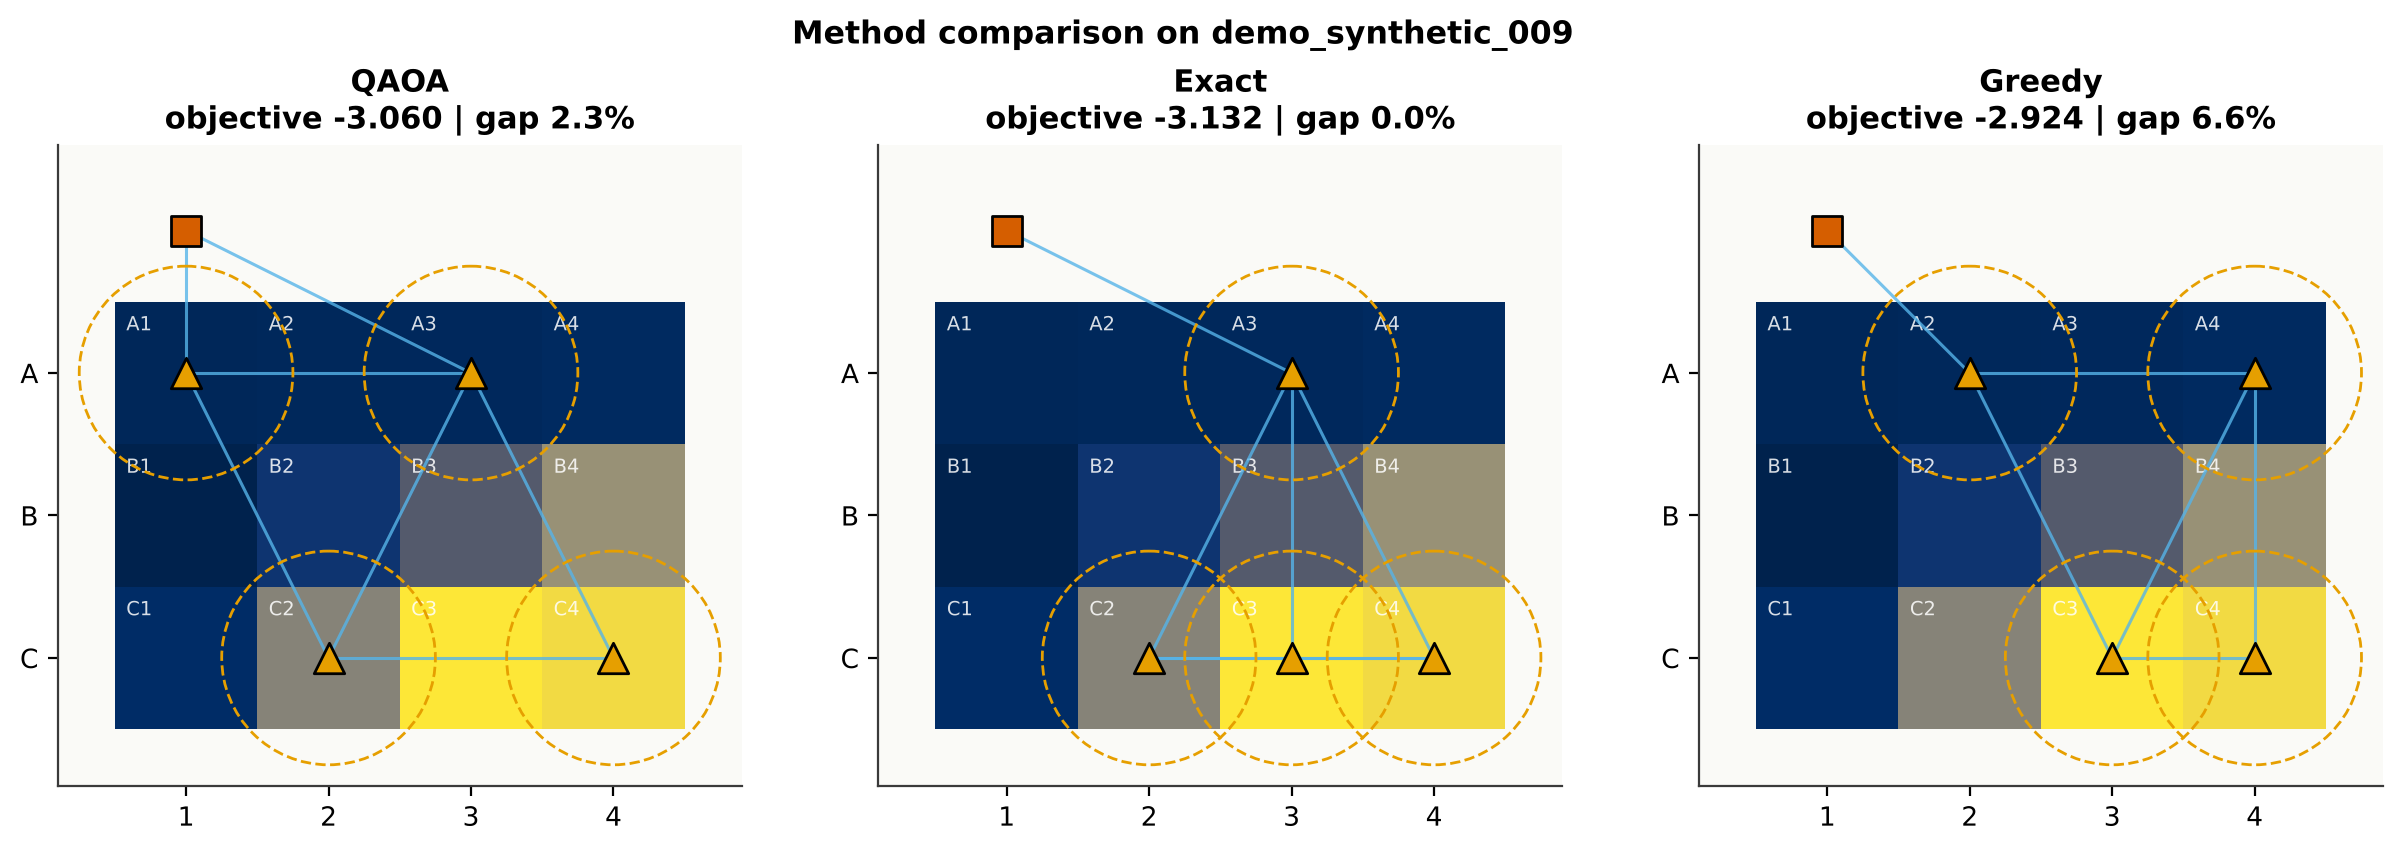 Method comparison on demo_synthetic_009
QAOA
objective -3.060 | gap 2.3%
A1 A2 A3 A4
B1 B2 B3 B4
C1 C2 C3 C4
A
B
C
1 2 3 4
Exact
objective -3.132 | gap 0.0%
A1 A2 A3 A4
B1 B2 B3 B4
C1 C2 C3 C4
A
B
C
1 2 3 4
Greedy
objective -2.924 | gap 6.6%
A1 A2 A3 A4
B1 B2 B3 B4
C1 C2 C3 C4
A
B
C
1 2 3 4